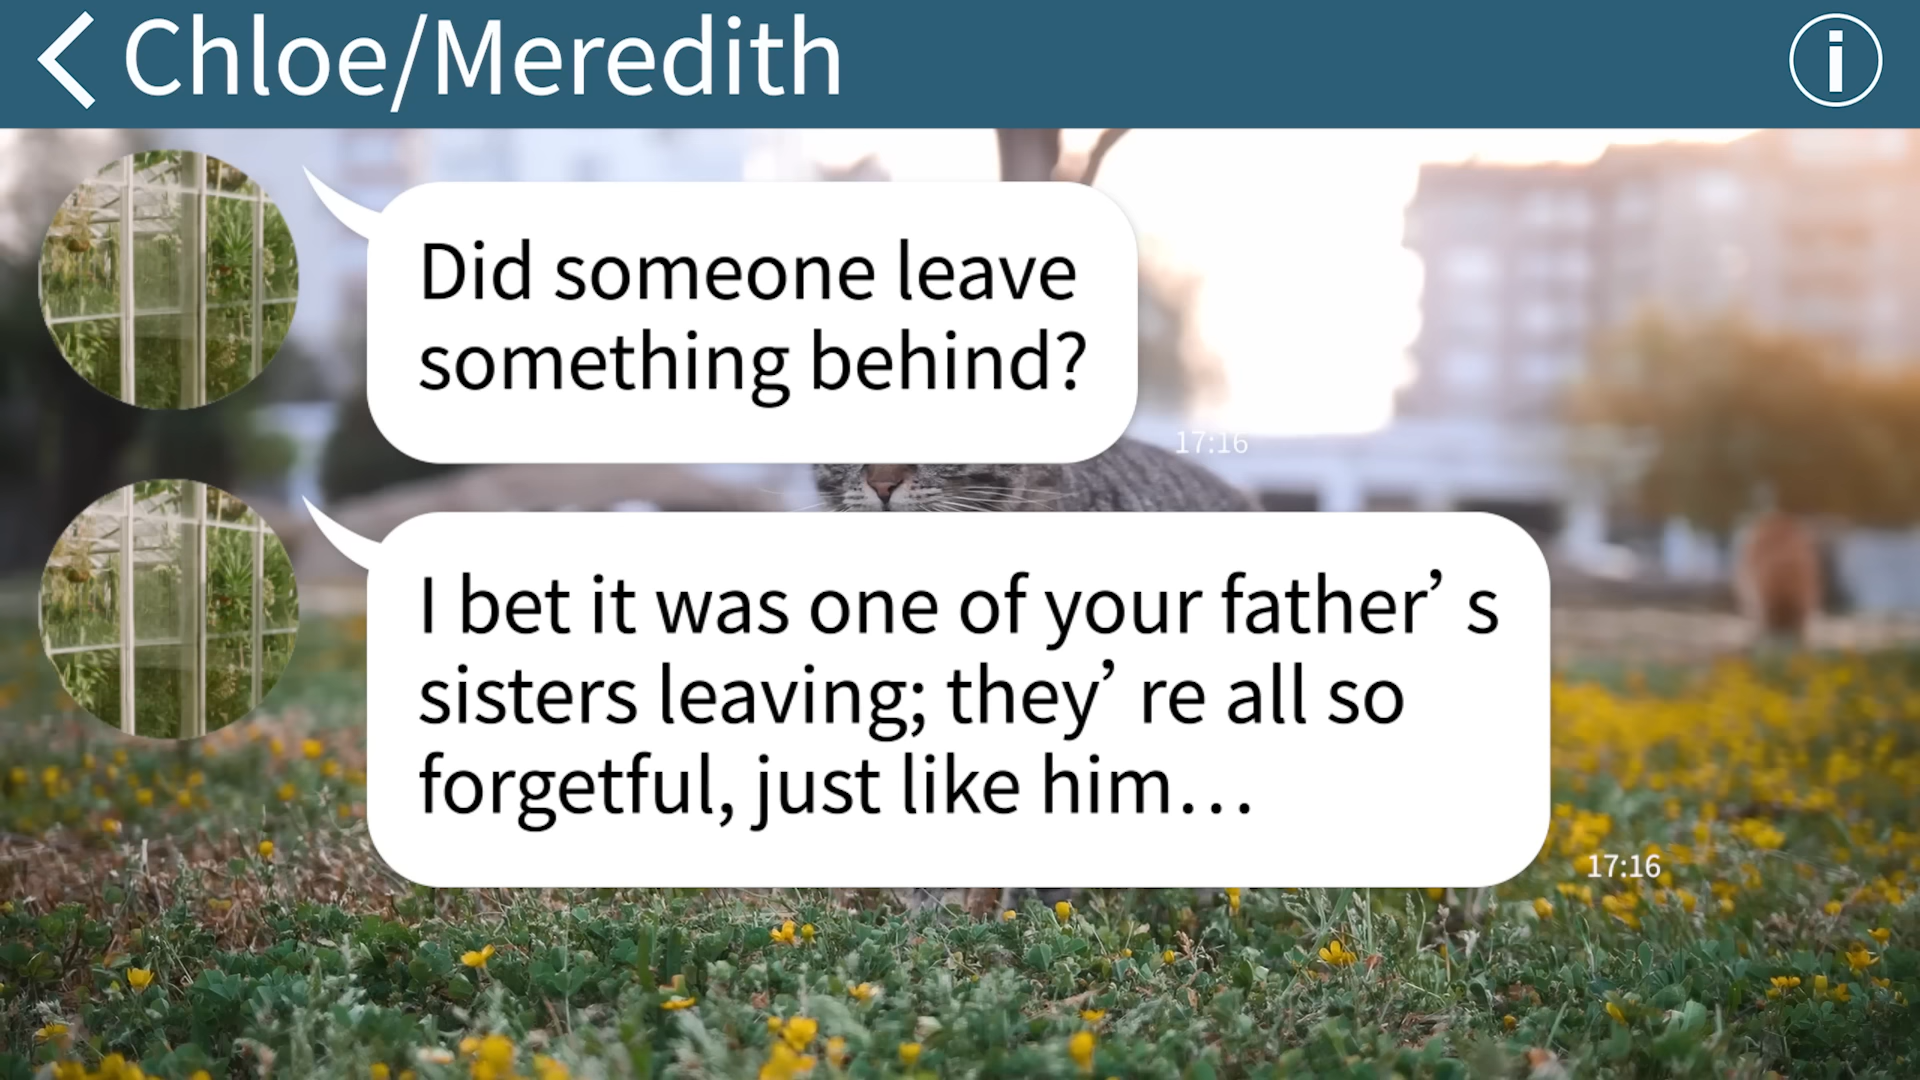 Chloe/Meredith
Did someone leave
something behind?
17:16
I bet it was one of your father’s
sisters leaving; they’re all so
forgetful, just like him…
17:16